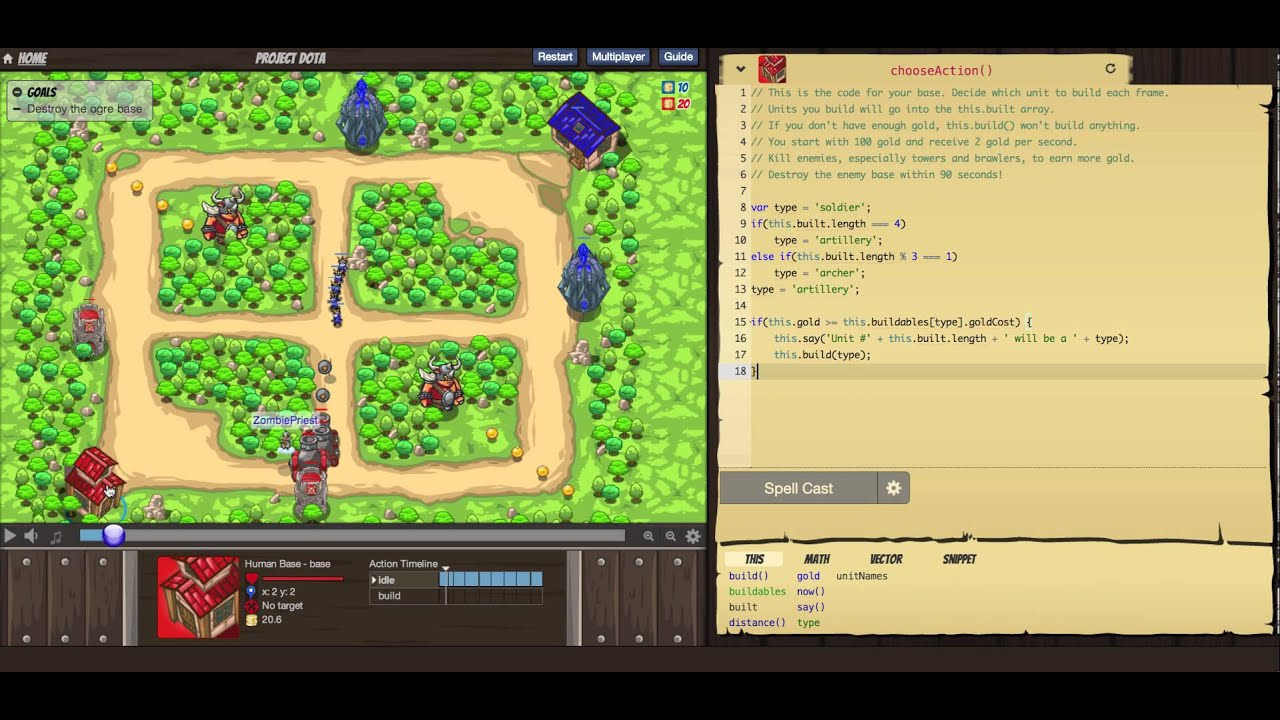 HOME
PROJECT DOTA
Restart
Multiplayer
Guide
GOALS
Destroy the ogre base
10
20
ZombiePriest
Human Base - base
x: 2 y: 2
No target
20.6
Action Timeline
idle
build
chooseAction()
1 // This is the code for your base. Decide which unit to build each frame.
2 // Units you build will go into the this.built array.
3 // If you don't have enough gold, this.build() won't build anything.
4 // You start with 100 gold and receive 2 gold per second.
5 // Kill enemies, especially towers and brawlers, to earn more gold.
6 // Destroy the enemy base within 90 seconds!
7
8 var type = 'soldier';
9 if(this.built.length === 4)
10 type = 'artillery';
11 else if(this.built.length % 3 === 1)
12 type = 'archer';
13 type = 'artillery';
14
15 if(this.gold >= this.buildables[type].goldCost) {
16 this.say('Unit #' + this.built.length + ' will be a ' + type);
17 this.build(type);
18 }
Spell Cast
THIS MATH VECTOR SNIPPET
build() gold unitNames
buildables now()
built say()
distance() type